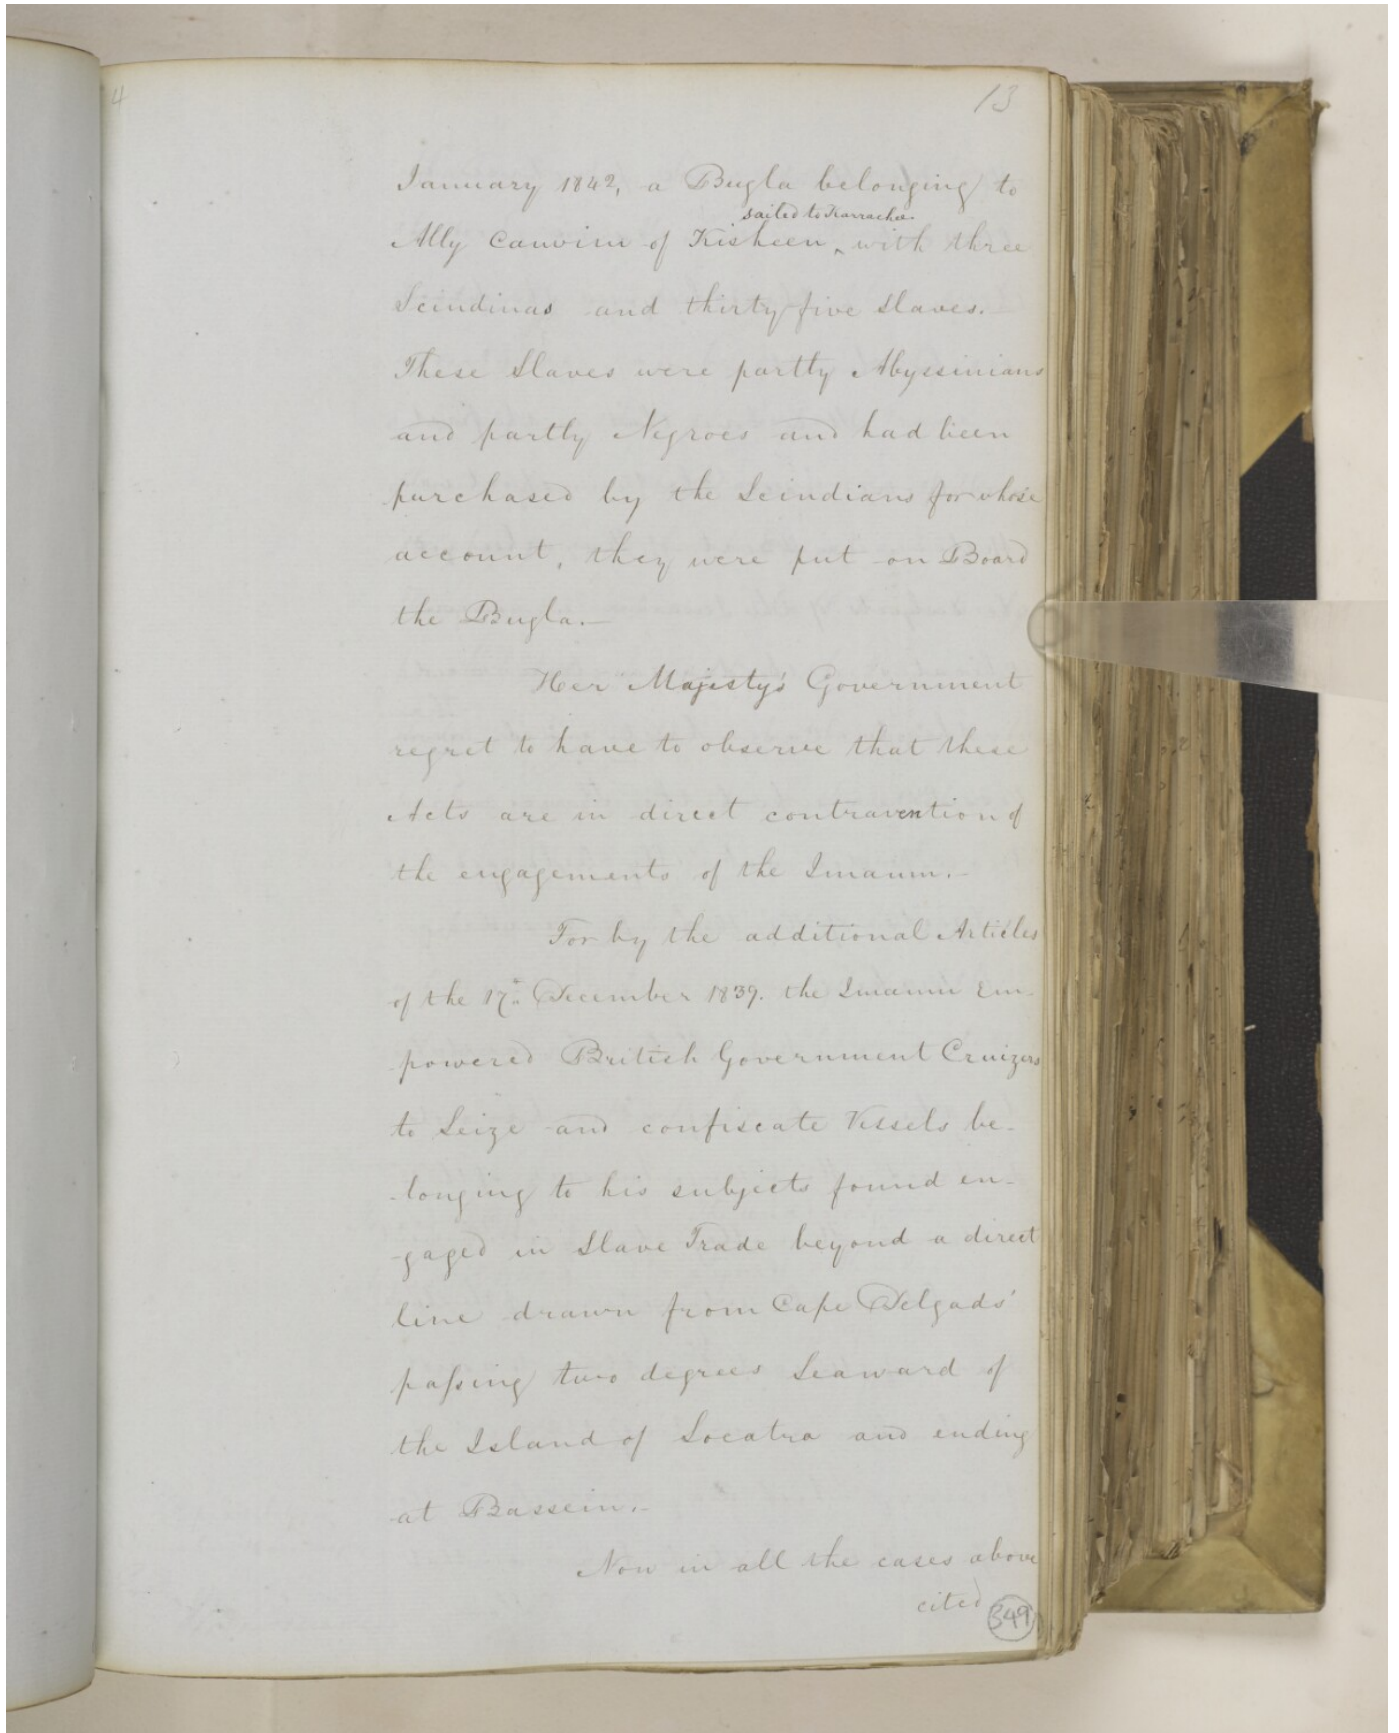 4
13
January 1842, a Bugla belonging to
sailed to Karrachee
Ally Canvim of Kisheen ‸ with three
Scindinas and thirty five Slaves.
These Slaves were partly Abyssinians
and partly Negroes and had been
purchased by the Scindians for whose
account, they were put on Board
the Bugla.—
Her Majesty's Government
regret to have to observe that these
Acts are in direct contravention of
the engagements of the Imaum.—
For by the additional Articles
of the 17th December 1839. the Imaum Em-
powered British Government Cruizers
to Seize and confiscate Vessels be-
-longing to his subjects found en-
-gaged in Slave Trade beyond a direct
line drawn from Cape Delgado
paſsing two degrees Seaward of
the Island of Socatra and ending
at Bassein.—
Now in all the cases above
cited
349